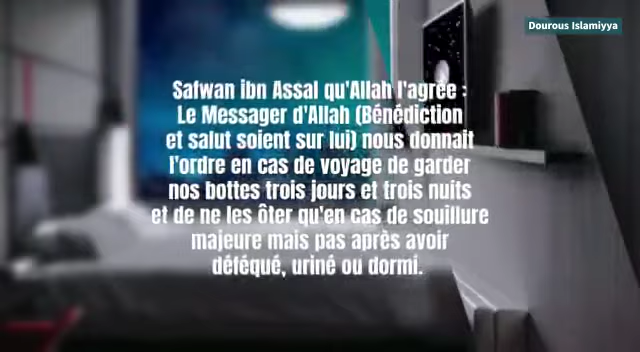 Dourous Islamiyya
Safwan ibn Assal qu'Allah l'agrée :
Le Messager d'Allah (Bénédiction
et salut soient sur lui) nous donnait
l'ordre en cas de voyage de garder
nos bottes trois jours et trois nuits
et de ne les ôter qu'en cas de souillure
majeure mais pas après avoir
déféqué, uriné ou dormi.